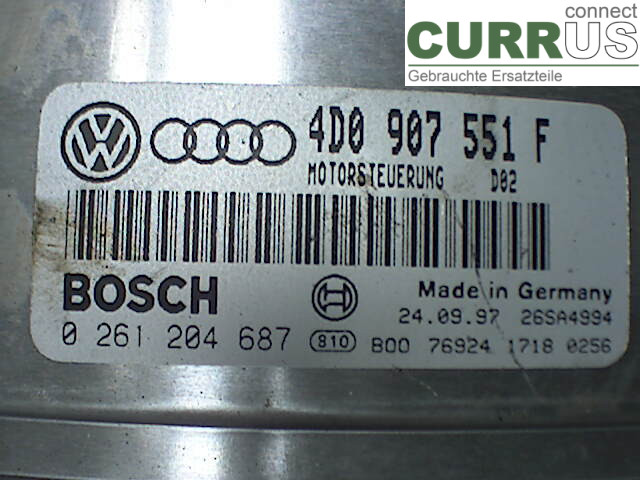 connect
CURRUS
Gebrauchte Ersatzteile
4D0 907 551 F
MOTORSTEUERUNG D02
BOSCH
Made in Germany
24.09.97 26SA4994
0 261 204 687 810 B00 76924 1718 0256